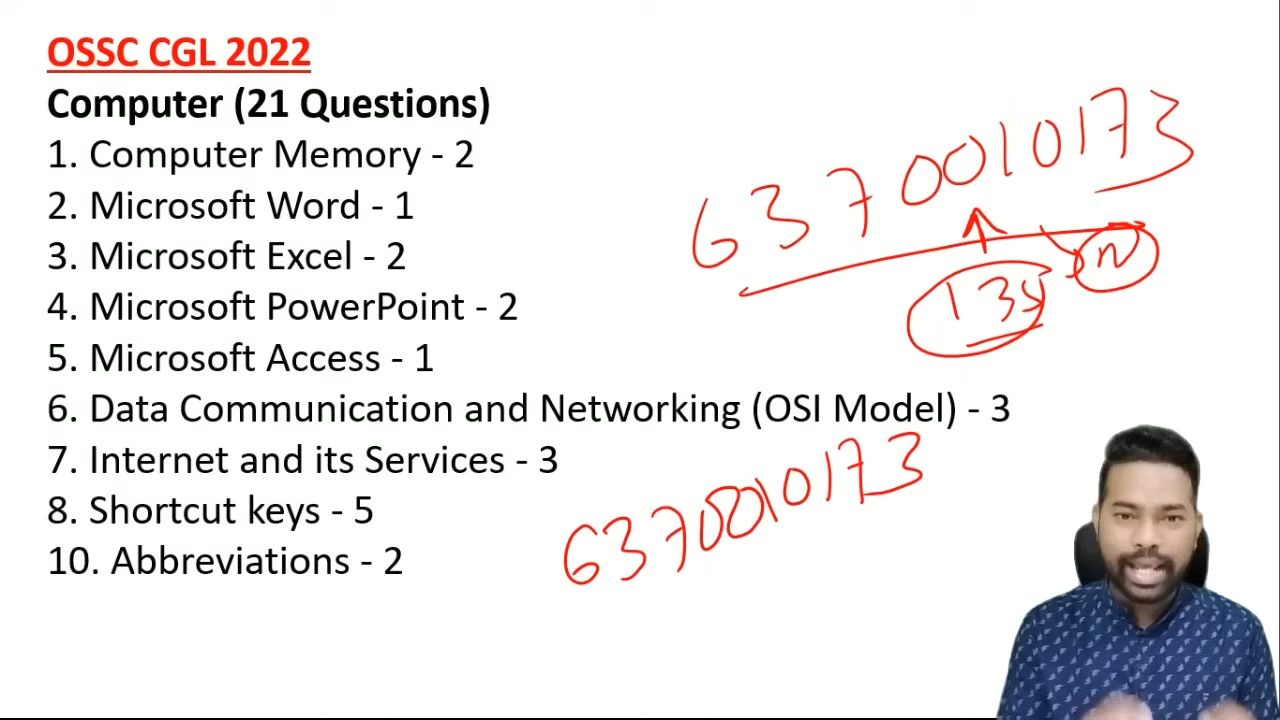 OSSC CGL 2022
Computer (21 Questions)
1. Computer Memory - 2
2. Microsoft Word - 1
3. Microsoft Excel - 2
4. Microsoft PowerPoint - 2
5. Microsoft Access - 1
6. Data Communication and Networking (OSI Model) - 3
7. Internet and its Services - 3
8. Shortcut keys - 5
10. Abbreviations - 2
6370010173
6370010173